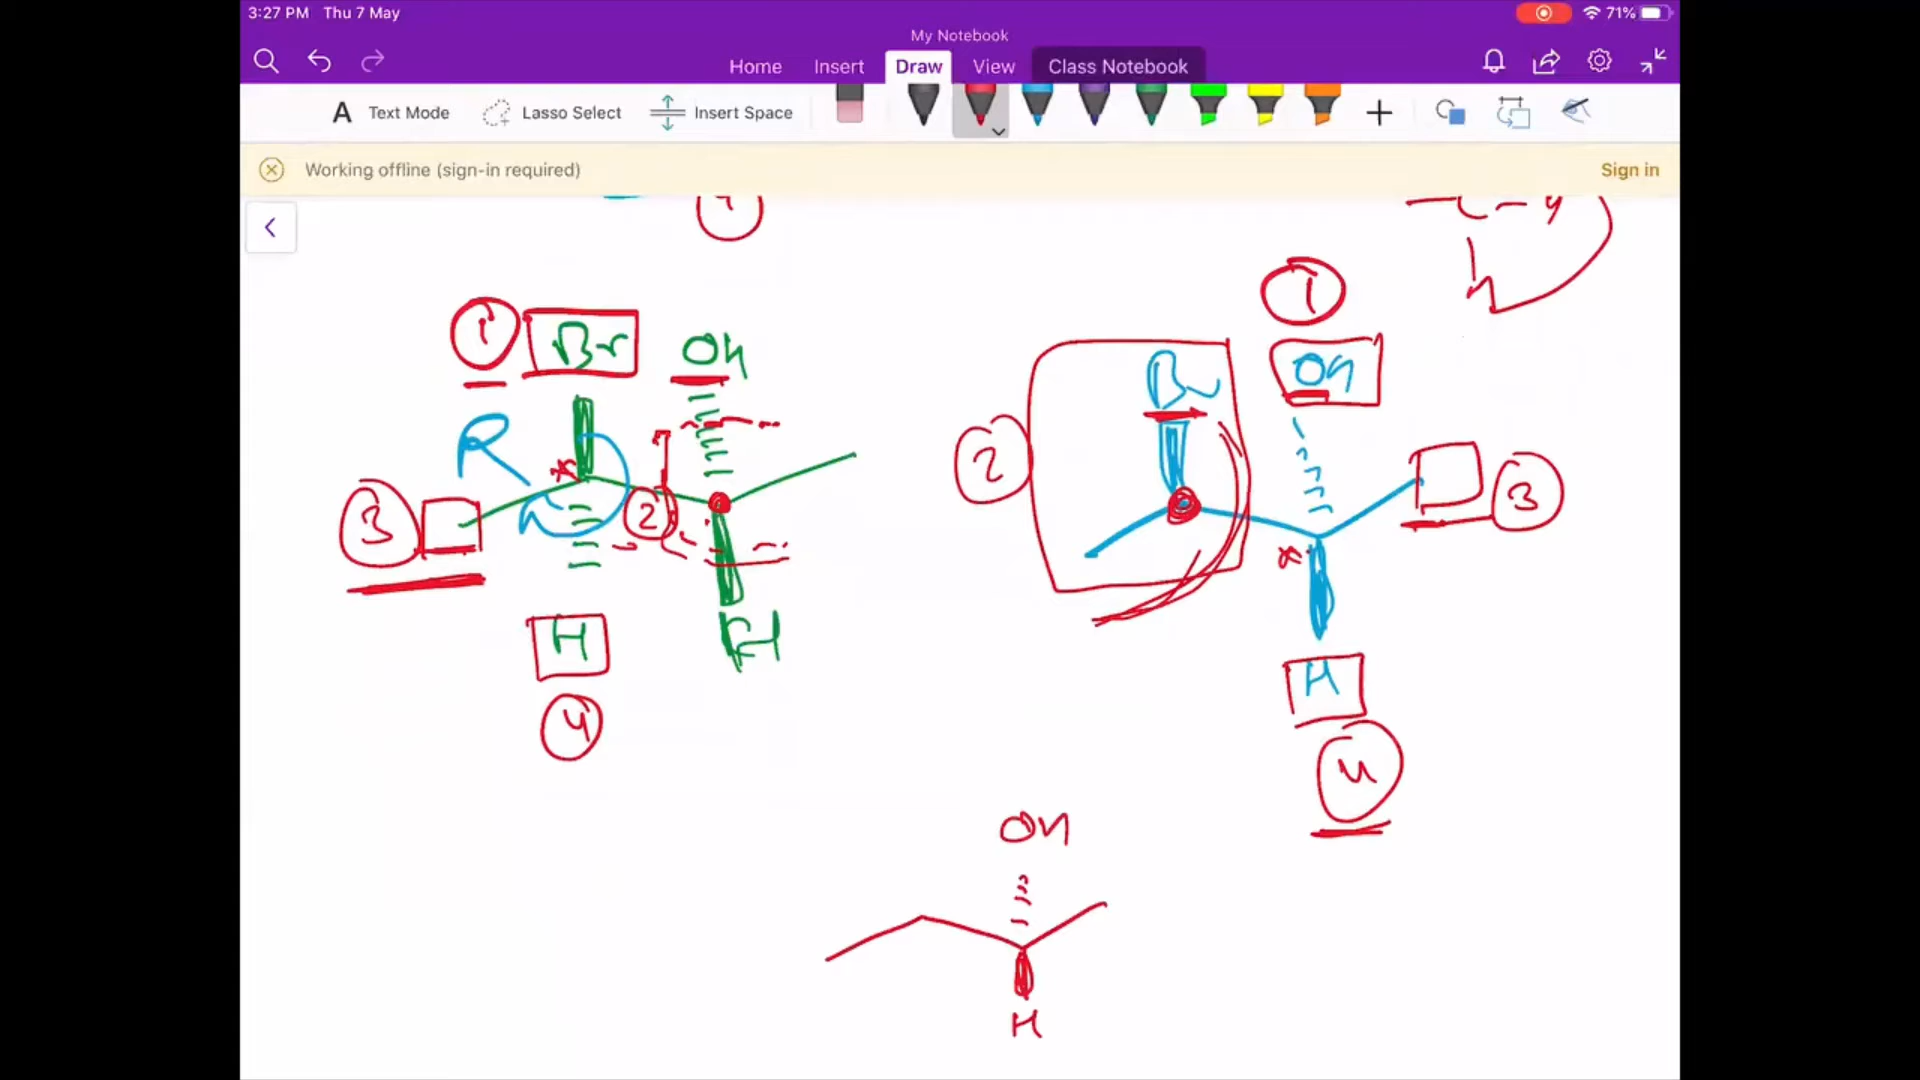 3:27 PM Thu 7 May
71%
My Notebook
Home Insert Draw View Class Notebook
A Text Mode Lasso Select Insert Space
Working offline (sign-in required) Sign in
1 Br OH
R
2
3
H
H
4
1
Br OH
2
3
H
4
OH
H